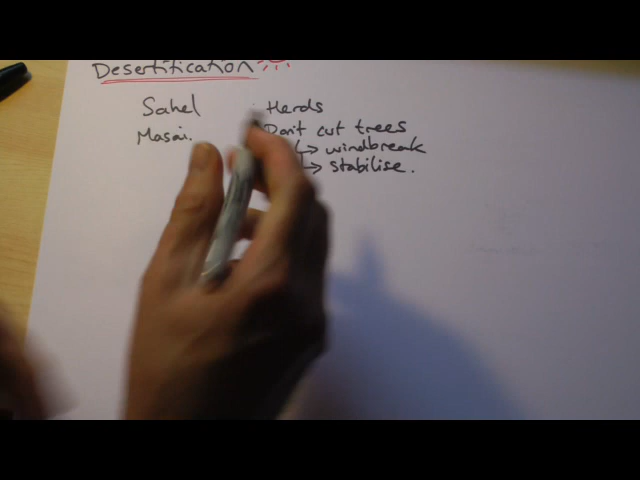 Desertification
Sahel : Herds
Masai. Don't cut trees
↳ windbreak
↳ stabilise.